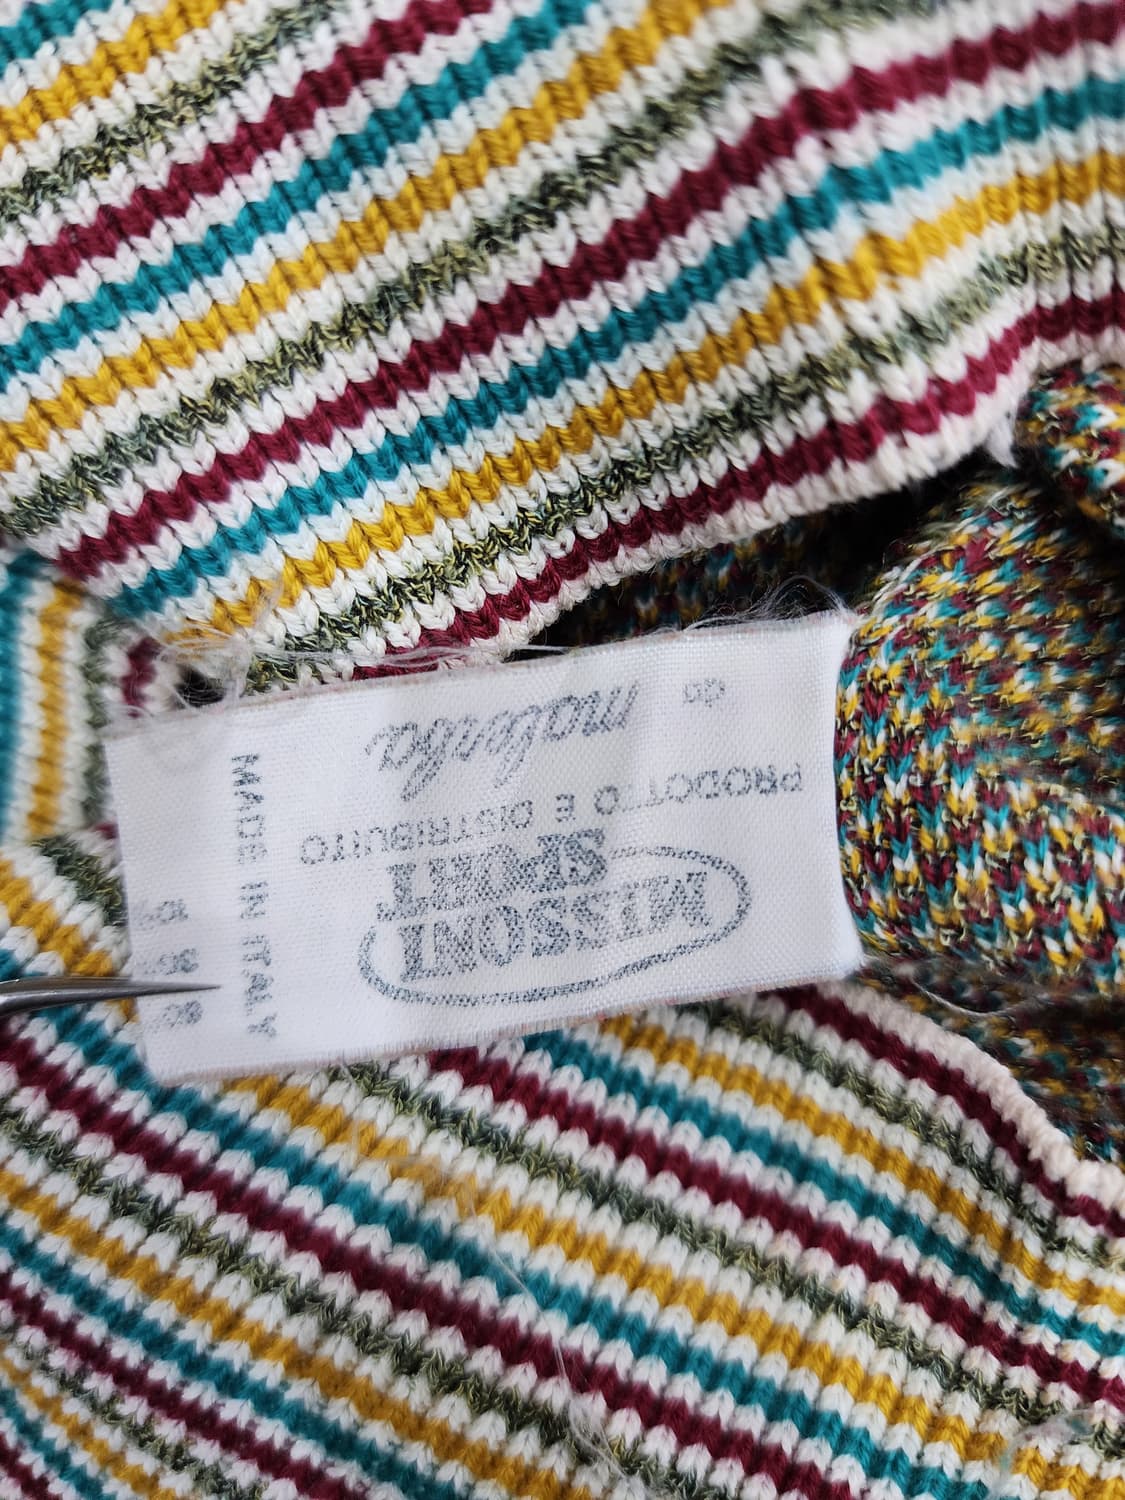 MISSONI
SPORT
PRODOTTO E DISTRIBUITO
da malerba
MADE IN ITALY